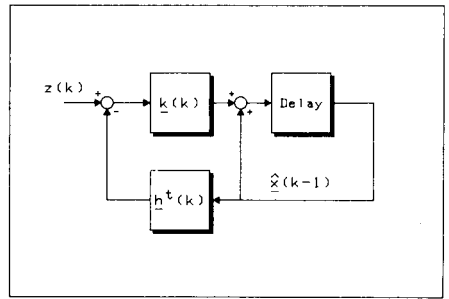 z(k)
+
-
k(k)
+
+
Delay
h^t(k)
x̂(k-1)